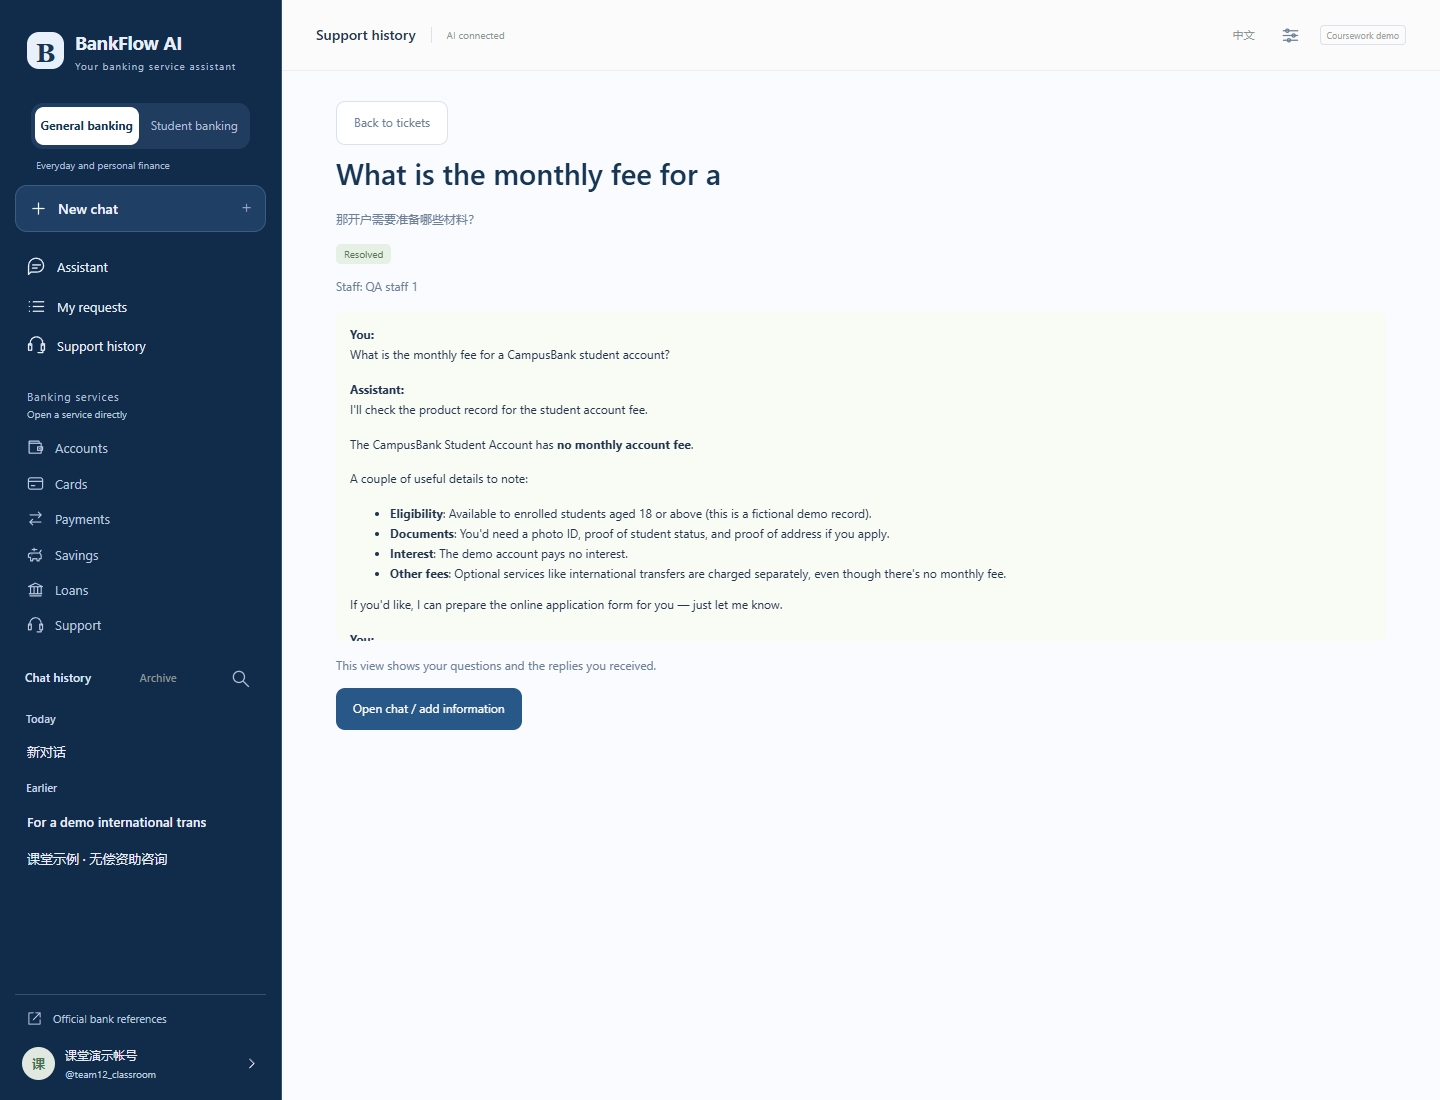 B
BankFlow AI
Your banking service assistant
General banking
Student banking
Everyday and personal finance
New chat
+
Assistant
My requests
Support history
Banking services
Open a service directly
Accounts
Cards
Payments
Savings
Loans
Support
Chat history
Archive
Today
新对话
Earlier
For a demo international trans
课堂示例 · 无偿资助咨询
Official bank references
课
课堂演示帐号
@team12_classroom
Support history
AI connected
中文
Coursework demo
Back to tickets
What is the monthly fee for a
那开户需要准备哪些材料?
Resolved
Staff: QA staff 1
You:
What is the monthly fee for a CampusBank student account?
Assistant:
I'll check the product record for the student account fee.
The CampusBank Student Account has no monthly account fee.
A couple of useful details to note:
• Eligibility: Available to enrolled students aged 18 or above (this is a fictional demo record).
• Documents: You'd need a photo ID, proof of student status, and proof of address if you apply.
• Interest: The demo account pays no interest.
• Other fees: Optional services like international transfers are charged separately, even though there's no monthly fee.
If you'd like, I can prepare the online application form for you — just let me know.
You:
This view shows your questions and the replies you received.
Open chat / add information